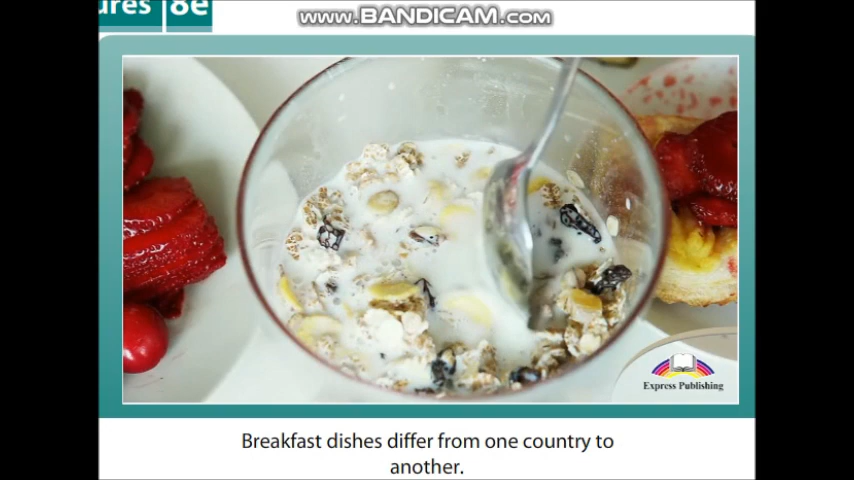 ures 8e
www.BANDICAM.com
Express Publishing
Breakfast dishes differ from one country to
another.